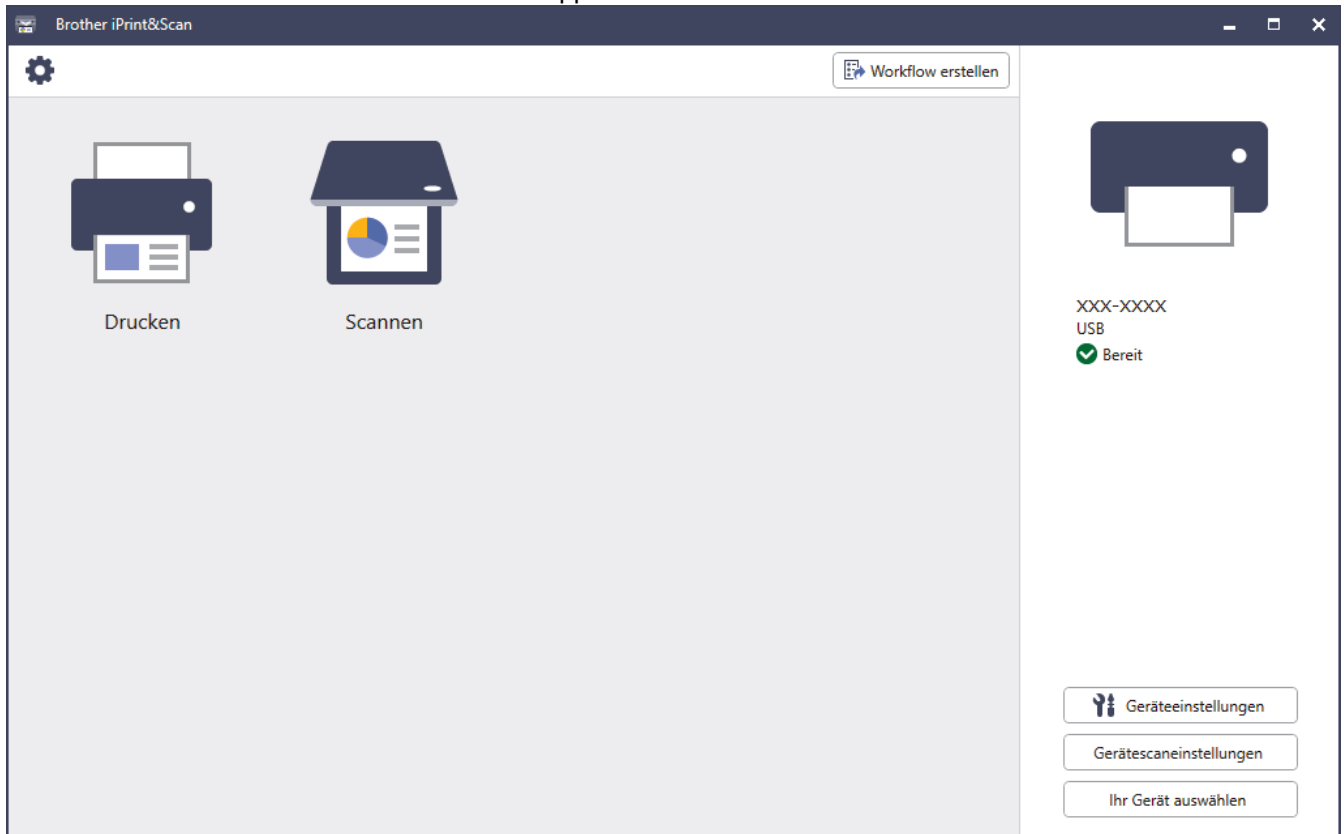 Brother iPrint&Scan
Workflow erstellen
Drucken
Scannen
XXX-XXXX
USB
Bereit
Geräteeinstellungen
Gerätescaneinstellungen
Ihr Gerät auswählen